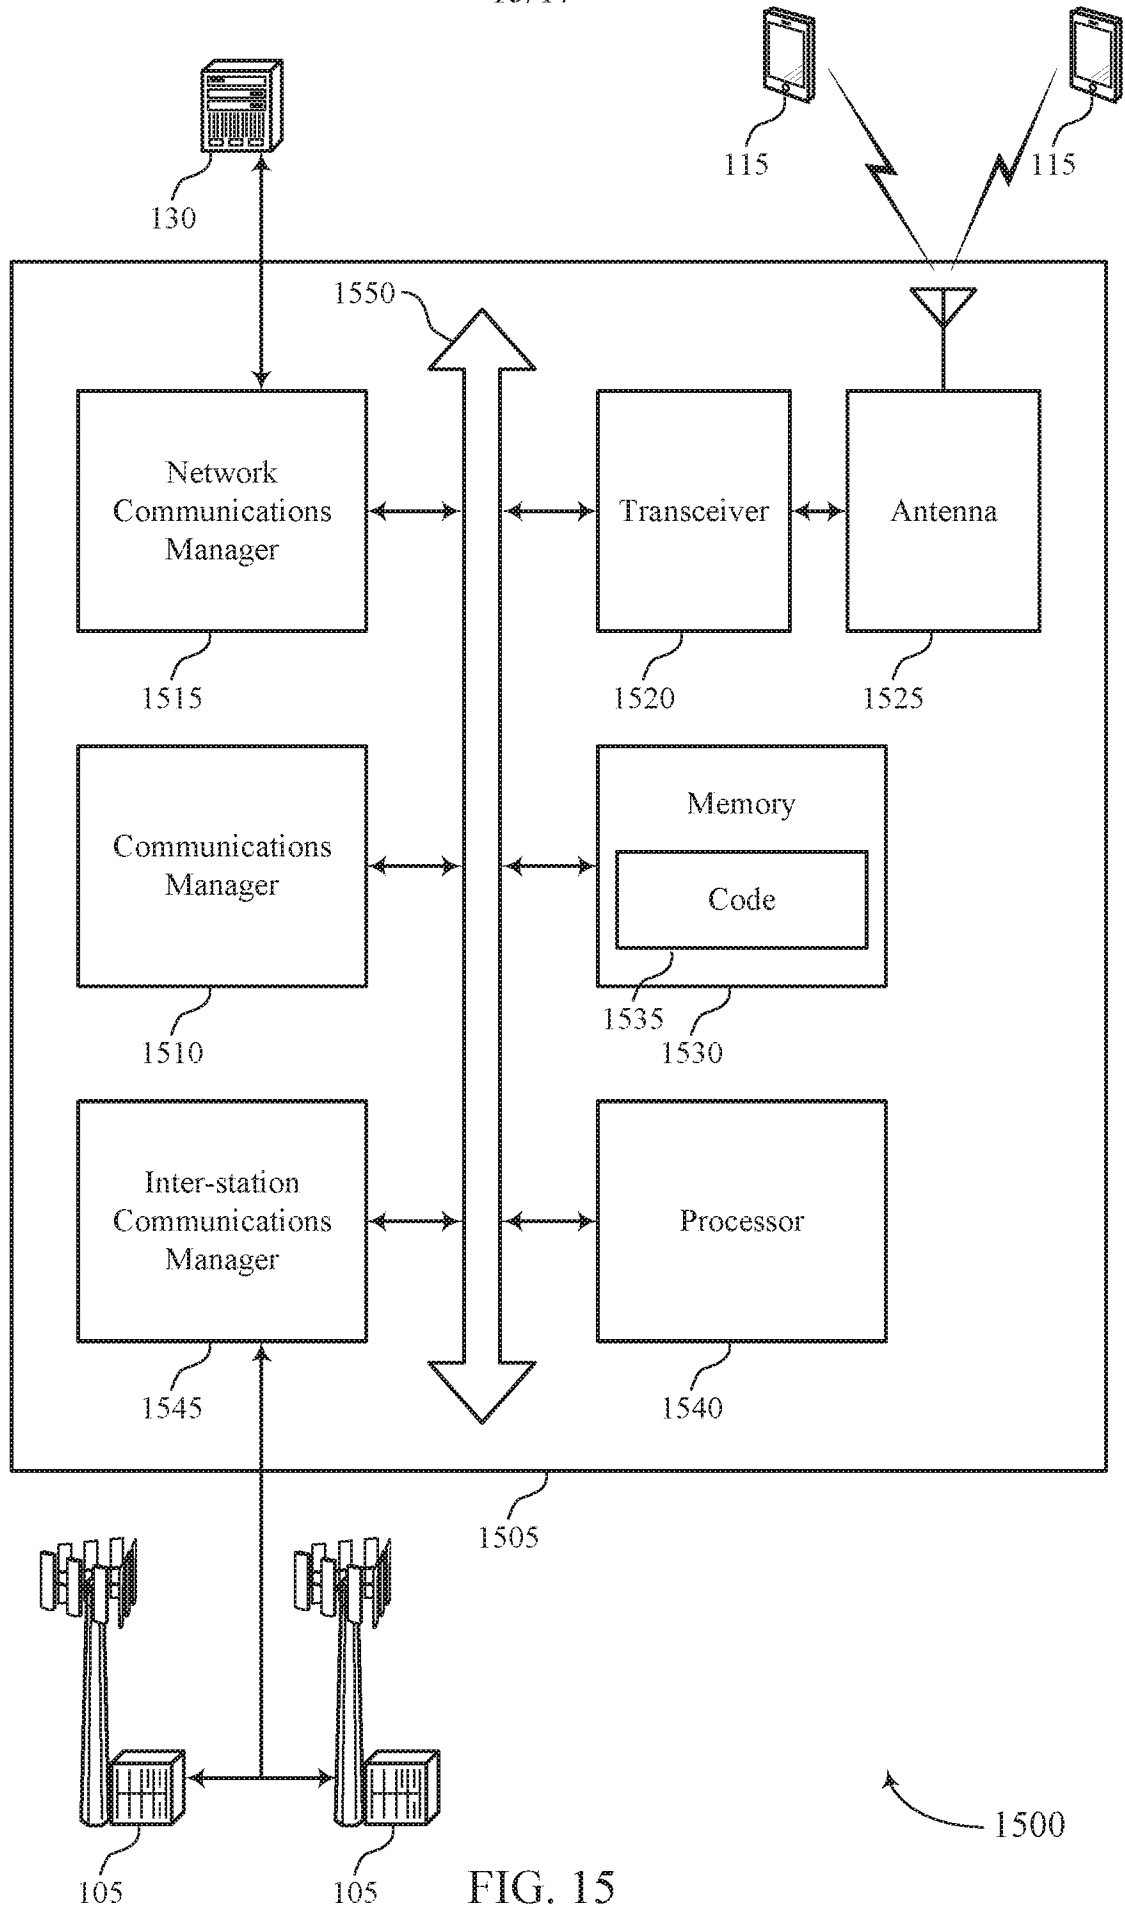 115
115
130
1550
Network
Communications
Manager
Transceiver
Antenna
1515
1520
1525
Communications
Manager
Memory
Code
1535
1510
1530
Inter-station
Communications
Manager
Processor
1545
1540
1505
1500
105
105
FIG. 15